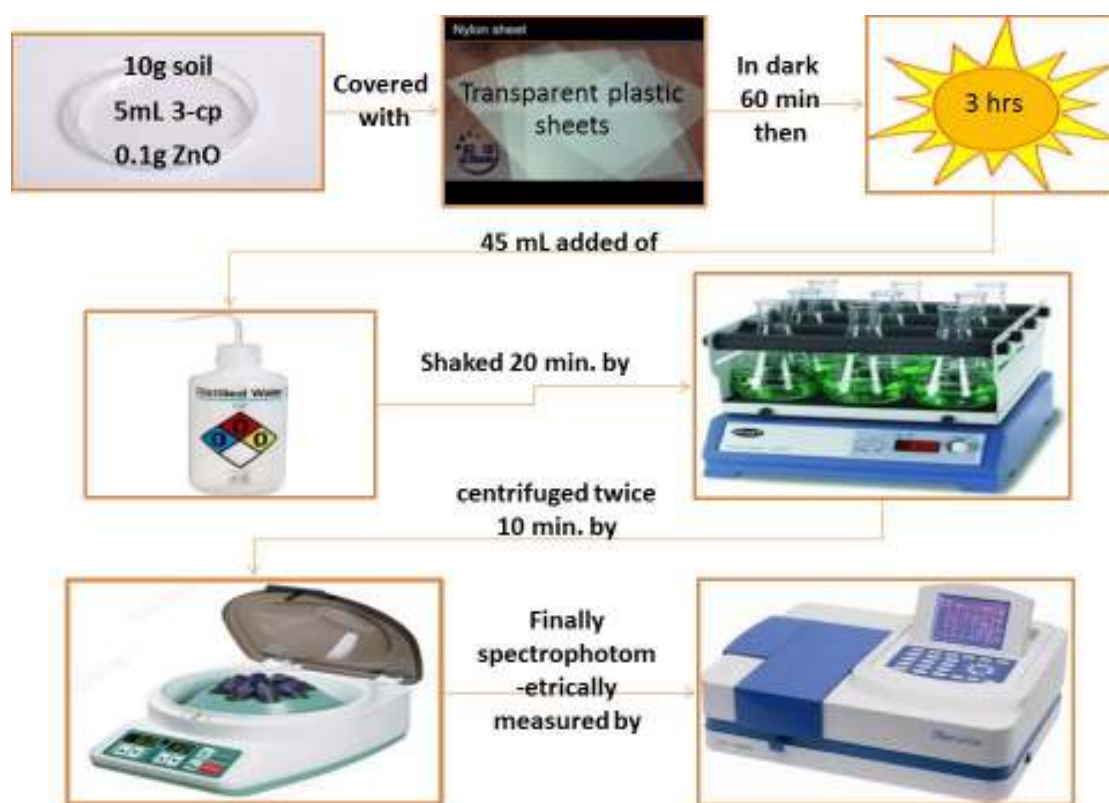 10g soil
5mL 3-cp
0.1g ZnO
Covered
with
Nylon sheet
Transparent plastic
sheets
In dark
60 min
then
3 hrs
45 mL added of
Distilled Water
0 0 0
Shaked 20 min. by
centrifuged twice
10 min. by
Finally
spectrophotom
-etrically
measured by